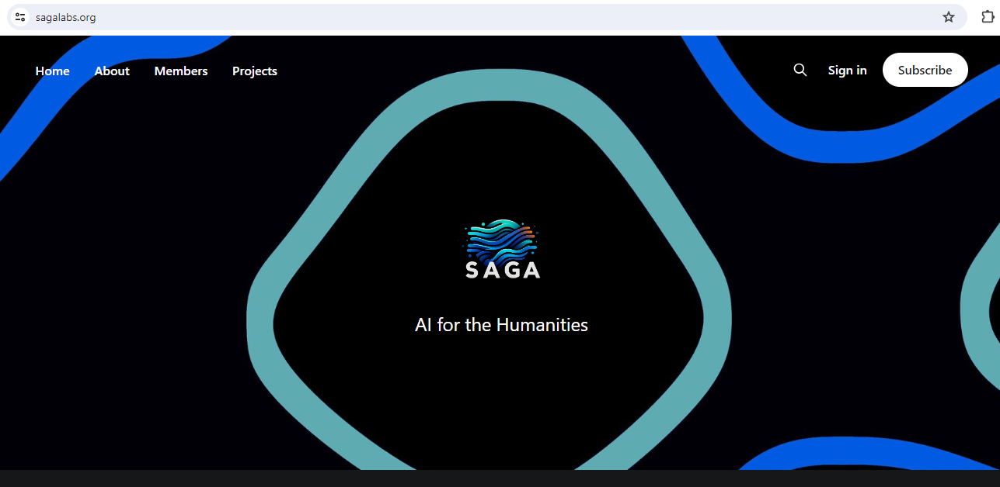 sagalabs.org
Home About Members Projects Sign in Subscribe
SAGA
AI for the Humanities